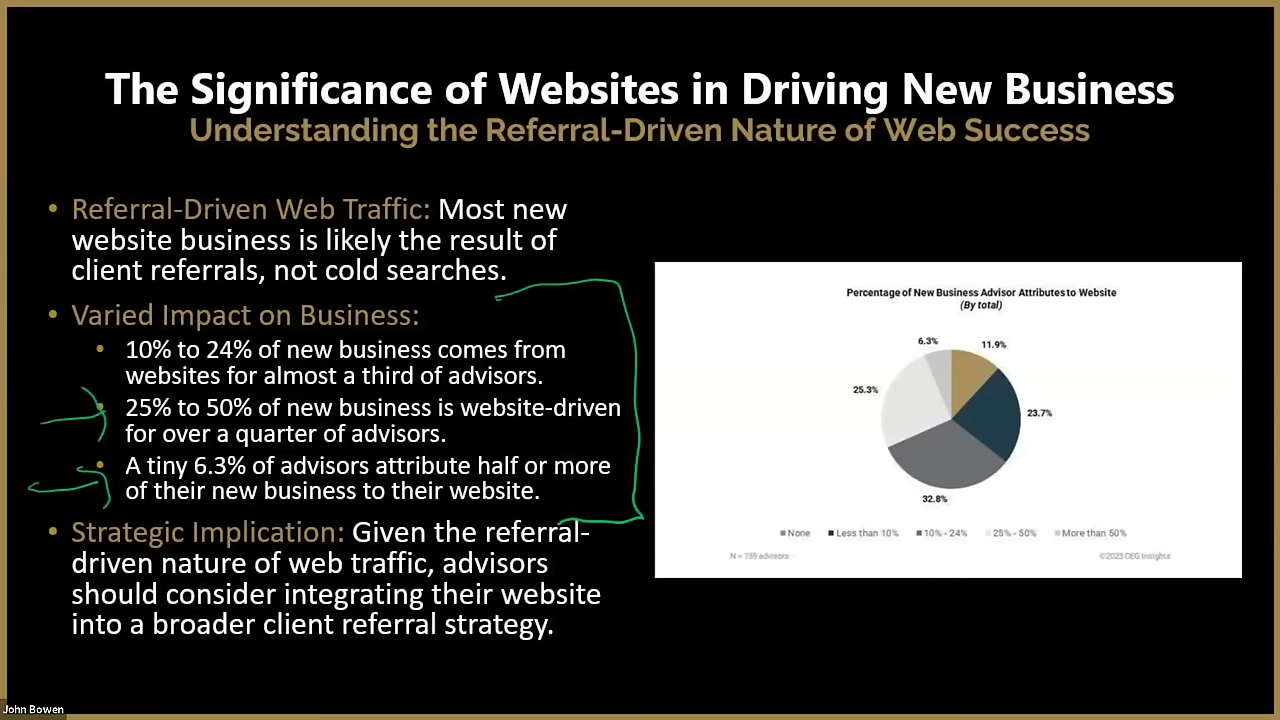 The Significance of Websites in Driving New Business
Understanding the Referral-Driven Nature of Web Success
• Referral-Driven Web Traffic: Most new
website business is likely the result of
client referrals, not cold searches.
• Varied Impact on Business:
• 10% to 24% of new business comes from
websites for almost a third of advisors.
• 25% to 50% of new business is website-driven
for over a quarter of advisors.
• A tiny 6.3% of advisors attribute half or more
of their new business to their website.
• Strategic Implication: Given the referral-
driven nature of web traffic, advisors
should consider integrating their website
into a broader client referral strategy.
Percentage of New Business Advisor Attributes to Website
(By total)
6.3%
11.9%
25.3%
23.7%
32.8%
None
Less than 10%
10% - 24%
25% - 50%
More than 50%
N = 759 advisors.
©2023 CEG Insights
John Bowen